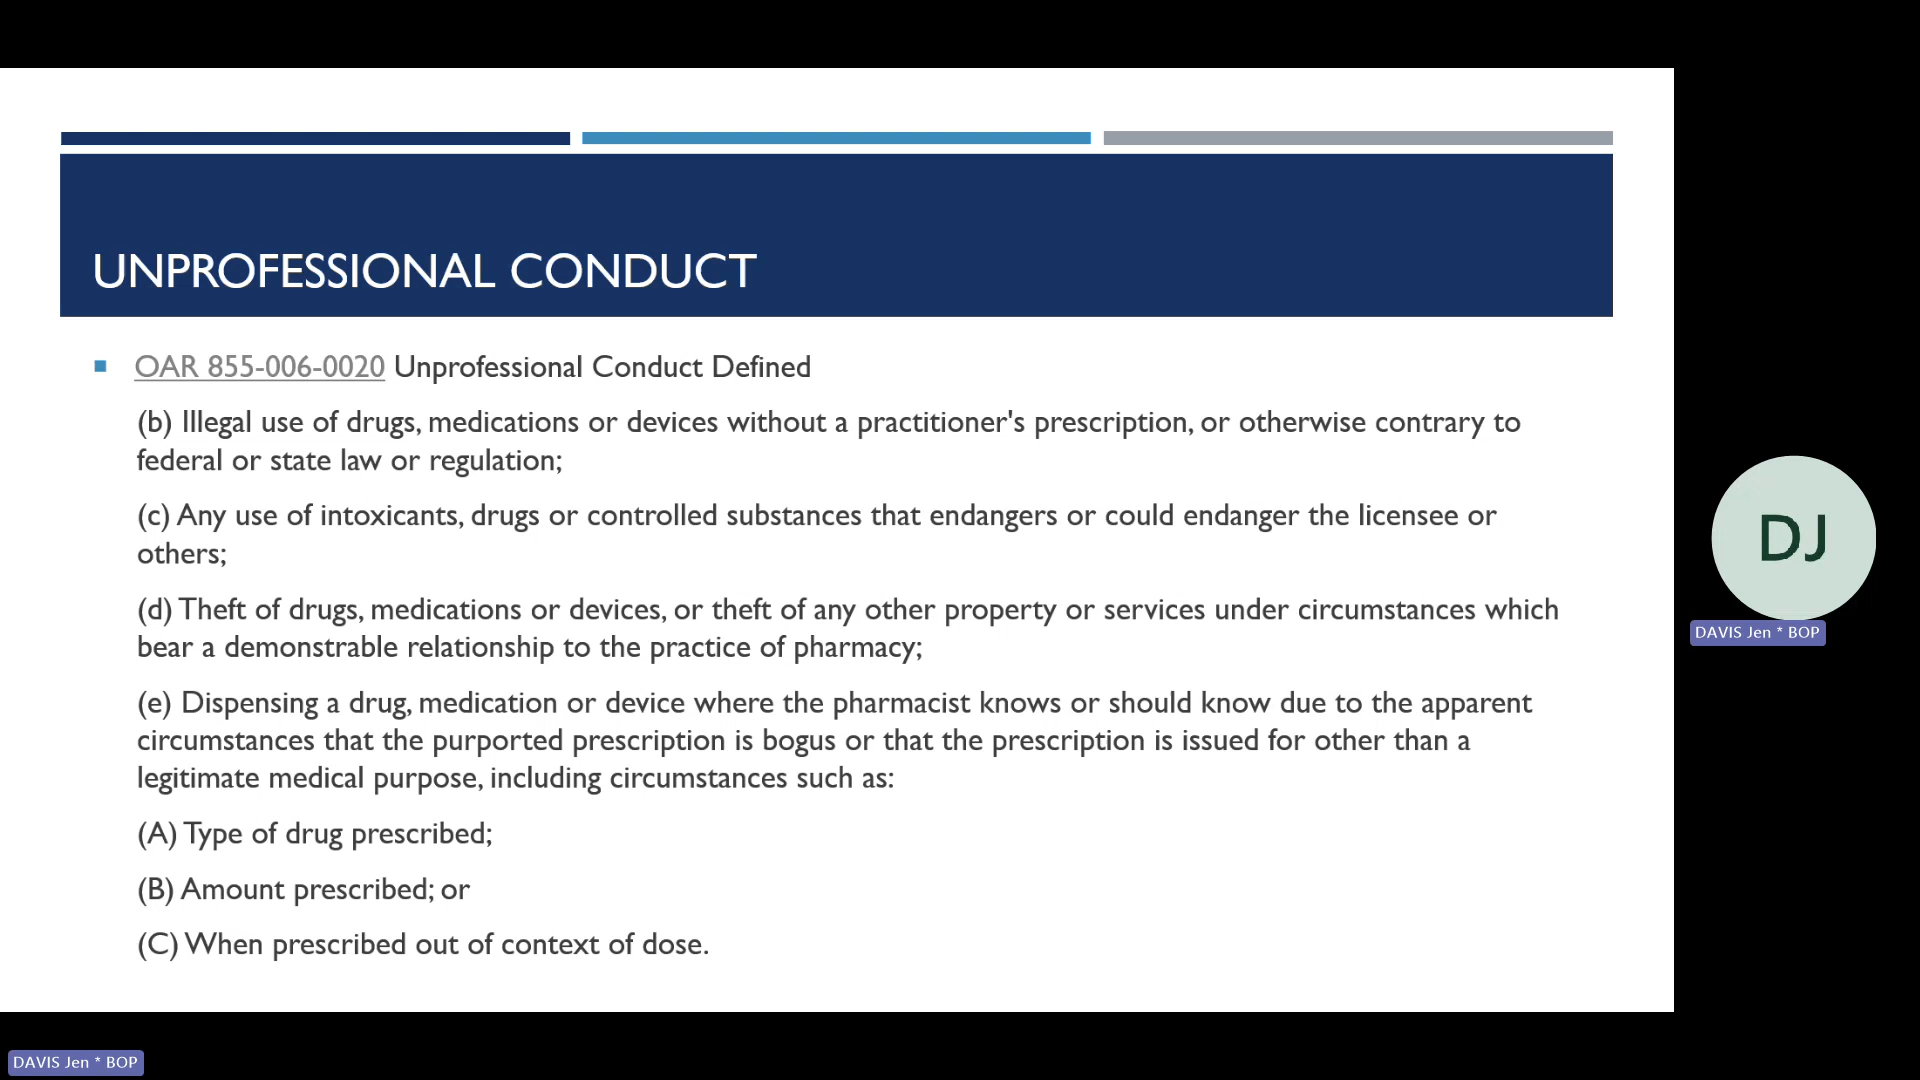 UNPROFESSIONAL CONDUCT
OAR 855-006-0020 Unprofessional Conduct Defined
(b) Illegal use of drugs, medications or devices without a practitioner's prescription, or otherwise contrary to
federal or state law or regulation;
(c) Any use of intoxicants, drugs or controlled substances that endangers or could endanger the licensee or
others;
(d) Theft of drugs, medications or devices, or theft of any other property or services under circumstances which
bear a demonstrable relationship to the practice of pharmacy;
(e) Dispensing a drug, medication or device where the pharmacist knows or should know due to the apparent
circumstances that the purported prescription is bogus or that the prescription is issued for other than a
legitimate medical purpose, including circumstances such as:
(A) Type of drug prescribed;
(B) Amount prescribed; or
(C) When prescribed out of context of dose.
DJ
DAVIS Jen * BOP
DAVIS Jen * BOP